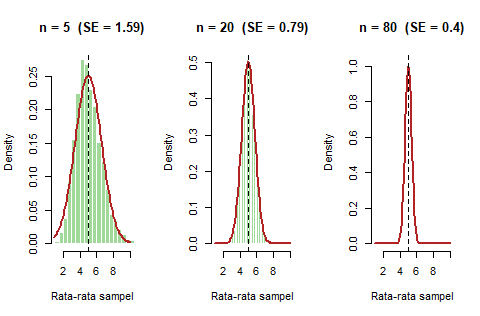 n = 5 (SE = 1.59)
Density
0.00
0.05
0.10
0.15
0.20
0.25
2 4 6 8
Rata-rata sampel
n = 20 (SE = 0.79)
Density
0.0
0.1
0.2
0.3
0.4
0.5
2 4 6 8
Rata-rata sampel
n = 80 (SE = 0.4)
Density
0.0
0.2
0.4
0.6
0.8
1.0
2 4 6 8
Rata-rata sampel